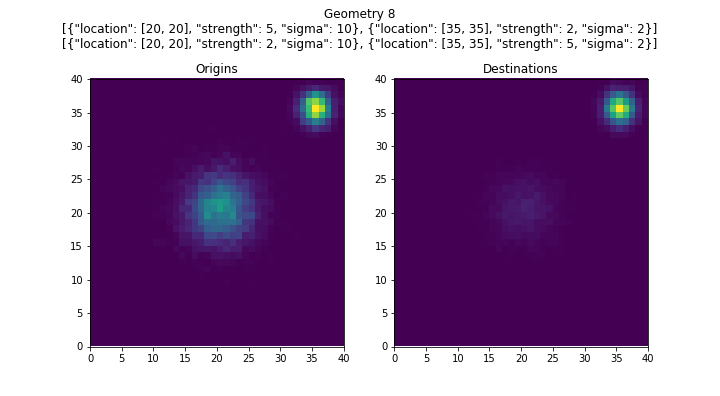 Geometry 8
[{"location": [20, 20], "strength": 5, "sigma": 10}, {"location": [35, 35], "strength": 2, "sigma": 2}]
[{"location": [20, 20], "strength": 2, "sigma": 10}, {"location": [35, 35], "strength": 5, "sigma": 2}]
Origins
40
35
30
25
20
15
10
5
0
0 5 10 15 20 25 30 35 40
Destinations
40
35
30
25
20
15
10
5
0
0 5 10 15 20 25 30 35 40